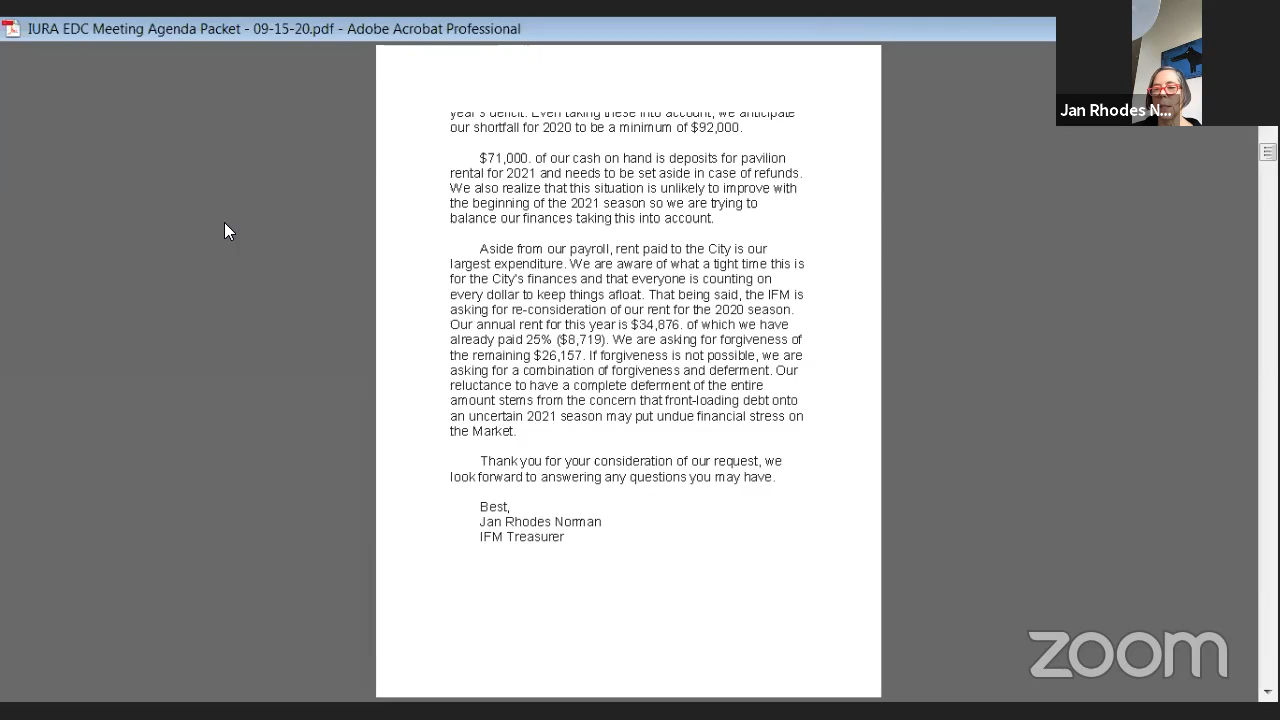 IURA EDC Meeting Agenda Packet - 09-15-20.pdf - Adobe Acrobat Professional
Jan Rhodes N...
year's deficit. Even taking these into account, we anticipate
our shortfall for 2020 to be a minimum of $92,000.
$71,000. of our cash on hand is deposits for pavilion
rental for 2021 and needs to be set aside in case of refunds.
We also realize that this situation is unlikely to improve with
the beginning of the 2021 season so we are trying to
balance our finances taking this into account.
Aside from our payroll, rent paid to the City is our
largest expenditure. We are aware of what a tight time this is
for the City's finances and that everyone is counting on
every dollar to keep things afloat. That being said, the IFM is
asking for re-consideration of our rent for the 2020 season.
Our annual rent for this year is $34,876. of which we have
already paid 25% ($8,719). We are asking for forgiveness of
the remaining $26,157. If forgiveness is not possible, we are
asking for a combination of forgiveness and deferment. Our
reluctance to have a complete deferment of the entire
amount stems from the concern that front-loading debt onto
an uncertain 2021 season may put undue financial stress on
the Market.
Thank you for your consideration of our request, we
look forward to answering any questions you may have.
Best,
Jan Rhodes Norman
IFM Treasurer
zoom